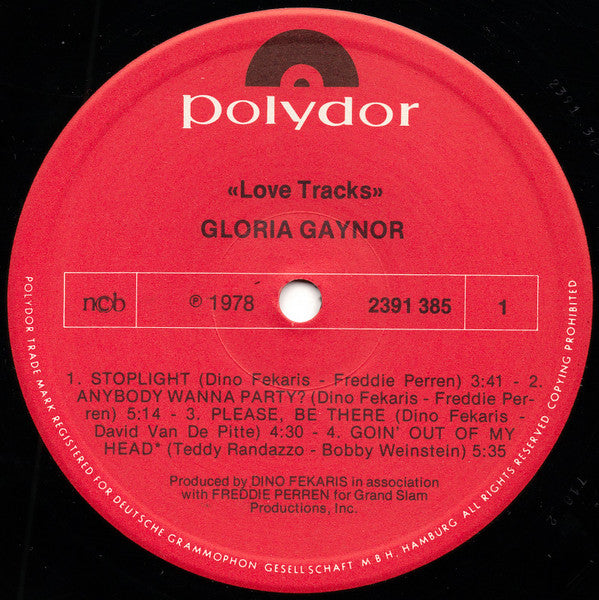 polydor
«Love Tracks»
GLORIA GAYNOR
ncb ℗ 1978 2391 385 1
1. STOPLIGHT (Dino Fekaris - Freddie Perren) 3:41 - 2.
ANYBODY WANNA PARTY? (Dino Fekaris - Freddie Per-
ren) 5:14 - 3. PLEASE, BE THERE (Dino Fekaris -
David Van De Pitte) 4:30 - 4. GOIN' OUT OF MY
HEAD* (Teddy Randazzo - Bobby Weinstein) 5:35
Produced by DINO FEKARIS in association
with FREDDIE PERREN for Grand Slam
Productions, Inc.
POLYDOR TRADE MARK REGISTERED FOR DEUTSCHE GRAMMOPHON GESELLSCHAFT M B H, HAMBURG ALL RIGHTS RESERVED COPYING PROHIBITED